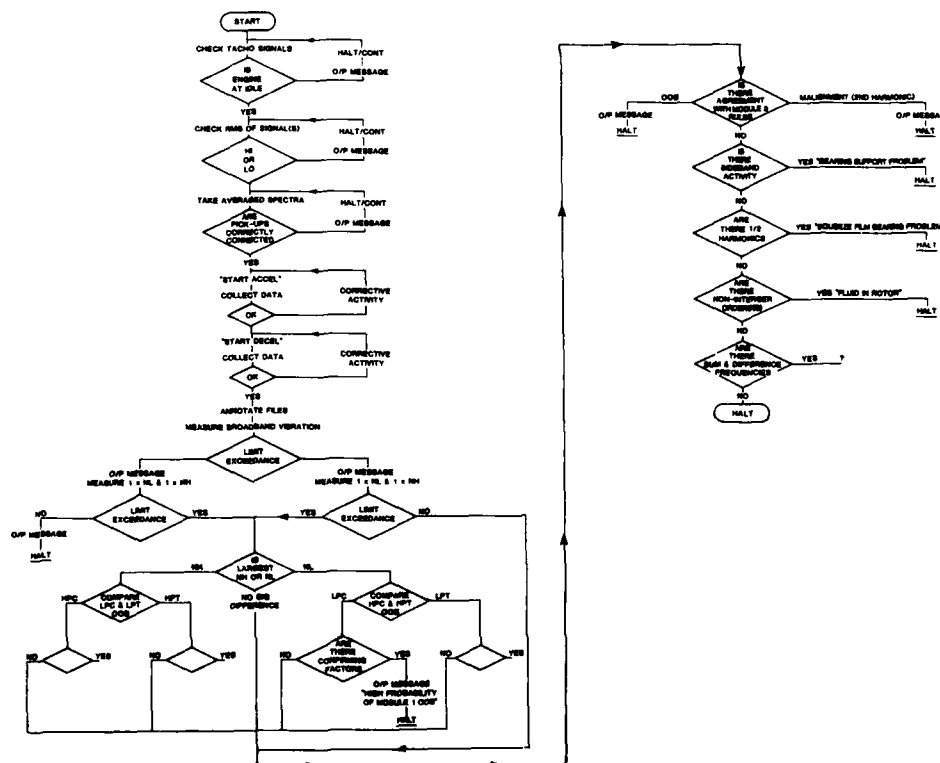 START
CHECK TACHO SIGNALS
HALT/CONT
IS
ENGINE
AT IDLE
O/P MESSAGE
YES
CHECK RMS OF SIGNAL(S)
HALT/CONT
HI
OR
LO
O/P MESSAGE
TAKE AVERAGED SPECTRA
HALT/CONT
ARE
PICK-UPS
CORRECTLY
CONNECTED
O/P MESSAGE
YES
"START ACCEL"
COLLECT DATA
CORRECTIVE
ACTIVITY
OK
"START DECEL"
COLLECT DATA
CORRECTIVE
ACTIVITY
OK
YES
ANNOTATE FILES
MEASURE BROADBAND VIBRATION
LIMIT
EXCEEDANCE
O/P MESSAGE
MEASURE 1 x NL & 1 x NH
O/P MESSAGE
MEASURE 1 x NL & 1 x NH
NO
LIMIT
EXCEEDANCE
YES
YES
LIMIT
EXCEEDANCE
NO
O/P MESSAGE
HALT
IS
LARGEST
NH OR NL
NH
NL
NO BIG
DIFFERENCE
HPC
COMPARE
LPC & LPT
OOB
HPT
LPC
COMPARE
HPC & HPT
OOB
LPT
NO
YES
NO
YES
NO
ARE
THERE
CONFIRMING
FACTORS
YES
NO
YES
O/P MESSAGE
"HIGH PROBABILITY
OF MODULE 1 OOB"
HALT
IS
THERE
AGREEMENT
WITH MODULE
RULES
OOB
O/P MESSAGE
HALT
MALIGNMENT (2ND HARMONIC)
O/P MESSA
HALT
NO
IS
THERE
SIDEBAND
ACTIVITY
YES "BEARING SUPPORT PROBLEM"
HALT
NO
ARE
THERE 1/2
HARMONICS
YES "SQUEEZE FILM BEARING PROBLEM
HALT
NO
ARE
THERE
NON-INTERGER
YES "FLUID IN ROTOR"
HALT
NO
ARE
THERE
SUM & DIFFERENCE
FREQUENCIES
YES ?
NO
HALT